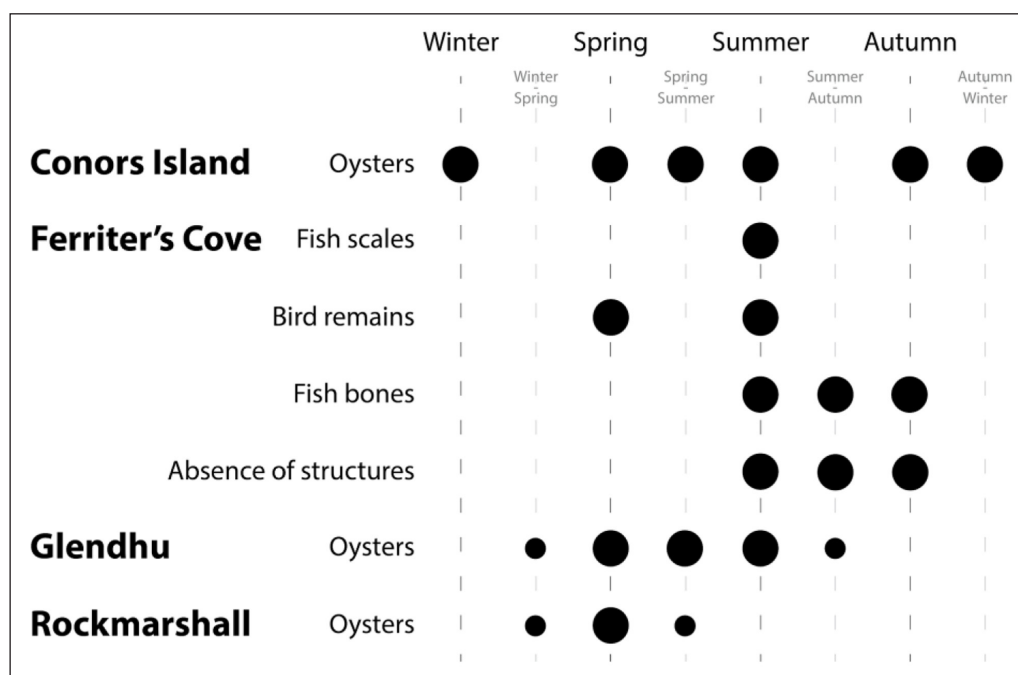 Winter Spring Summer Autumn
Winter Spring Summer Autumn
- - - -
Spring Summer Autumn Winter
Conors Island Oysters
Ferriter's Cove Fish scales
Bird remains
Fish bones
Absence of structures
Glendhu Oysters
Rockmarshall Oysters